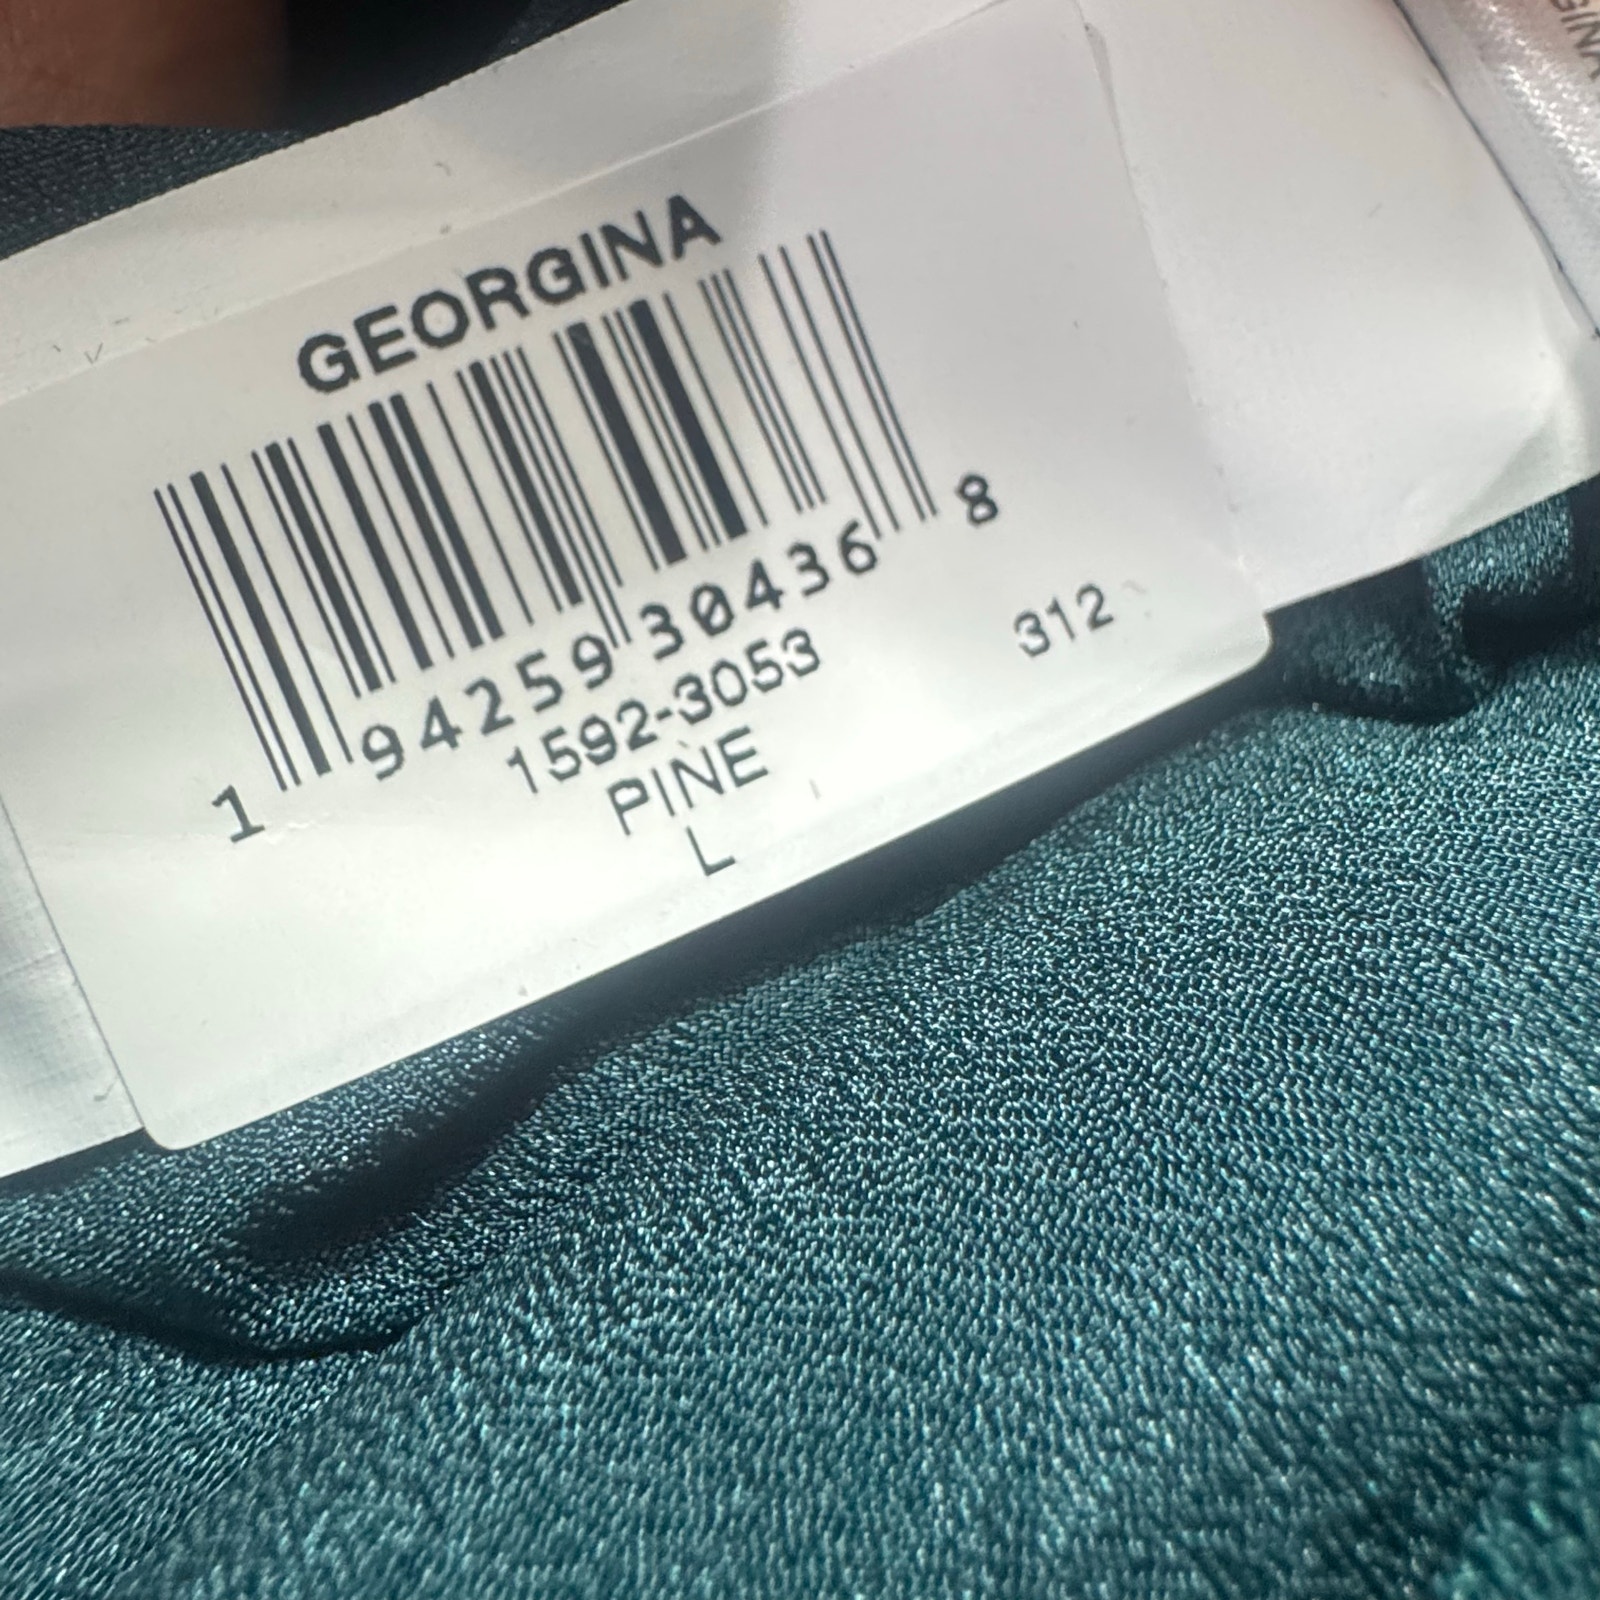 GEORGINA
1 94259 30436 8
1592-3053 312
PINE
L